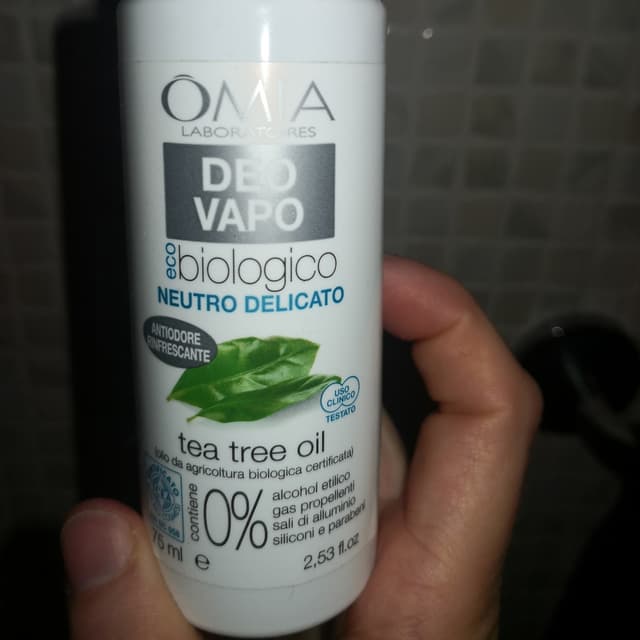 ÔMIA
LABORATOIRES
DEO
VAPO
eco
biologico
NEUTRO DELICATO
ANTIODORE
RINFRESCANTE
USO
CLINICO
TESTATO
tea tree oil
(olio da agricoltura biologica certificata)
contiene
0%
alcohol etilico
gas propellenti
sali di alluminio
siliconi e parabeni
75 ml e
2,53 fl.oz